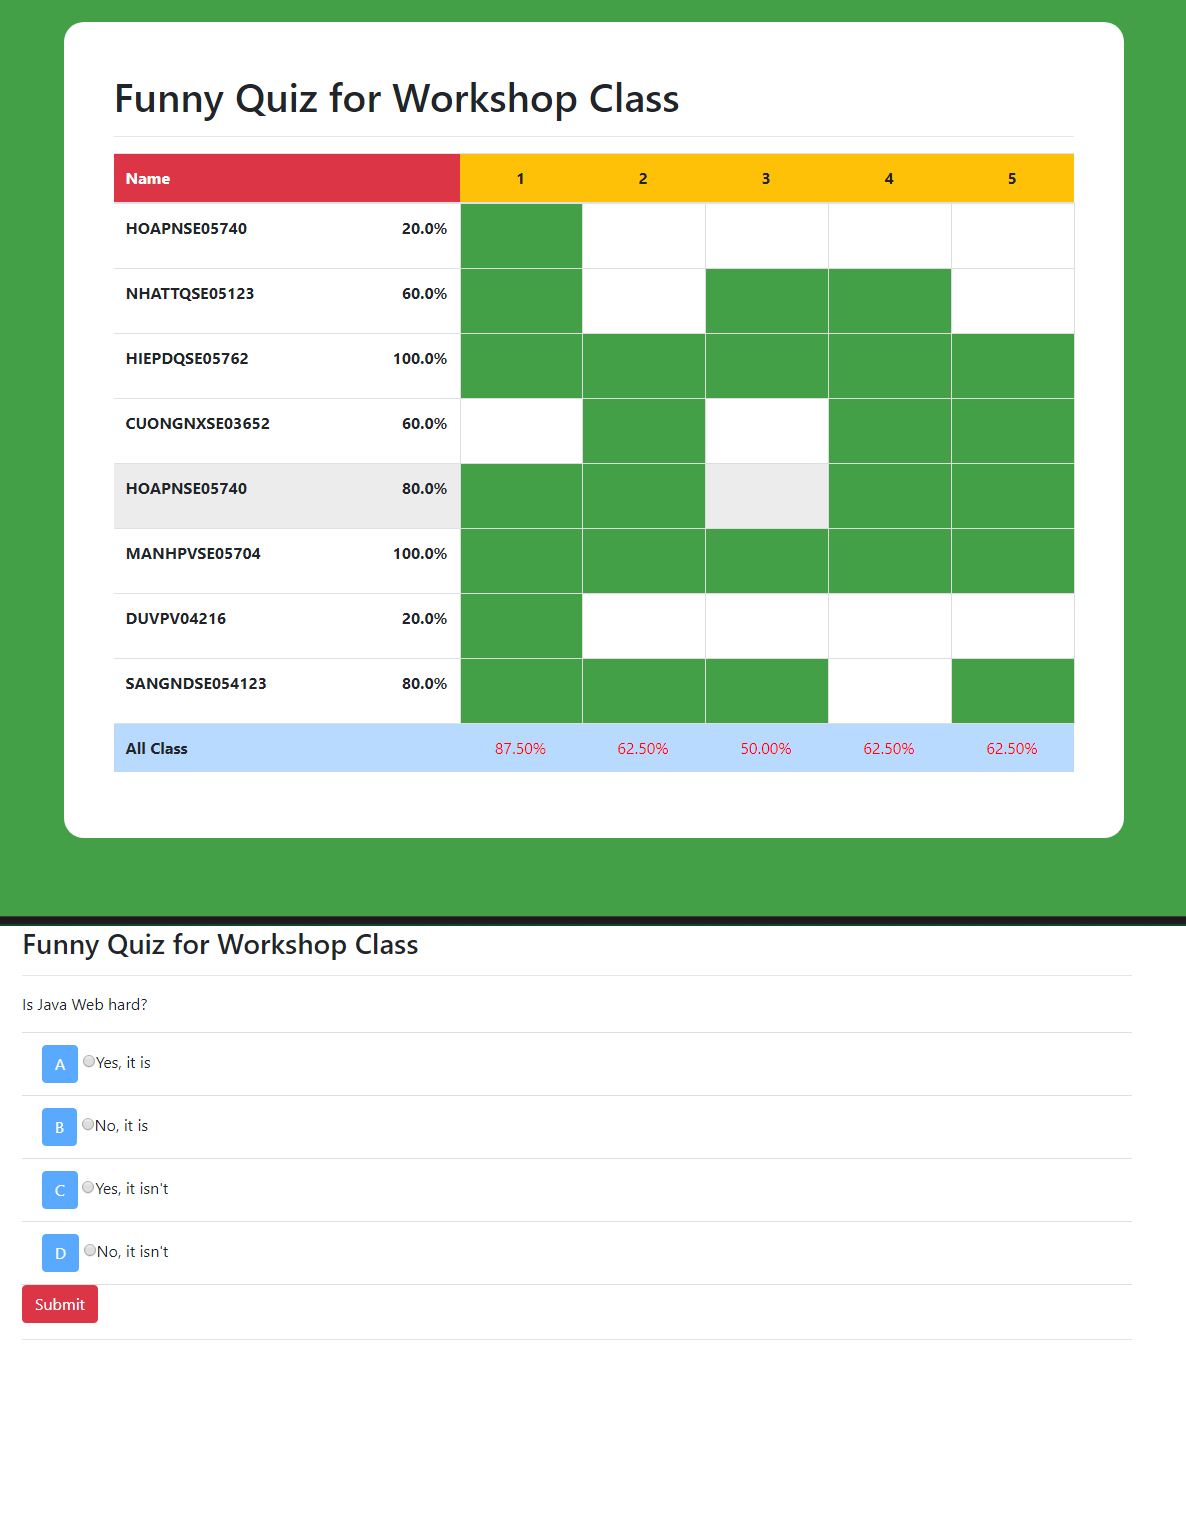 Funny Quiz for Workshop Class
Name 1 2 3 4 5
HOAPNSE05740 20.0%
NHATTQSE05123 60.0%
HIEPDQSE05762 100.0%
CUONGNXSE03652 60.0%
HOAPNSE05740 80.0%
MANHPVSE05704 100.0%
DUVPV04216 20.0%
SANGNDSE054123 80.0%
All Class 87.50% 62.50% 50.00% 62.50% 62.50%
Funny Quiz for Workshop Class
Is Java Web hard?
A Yes, it is
B No, it is
C Yes, it isn't
D No, it isn't
Submit